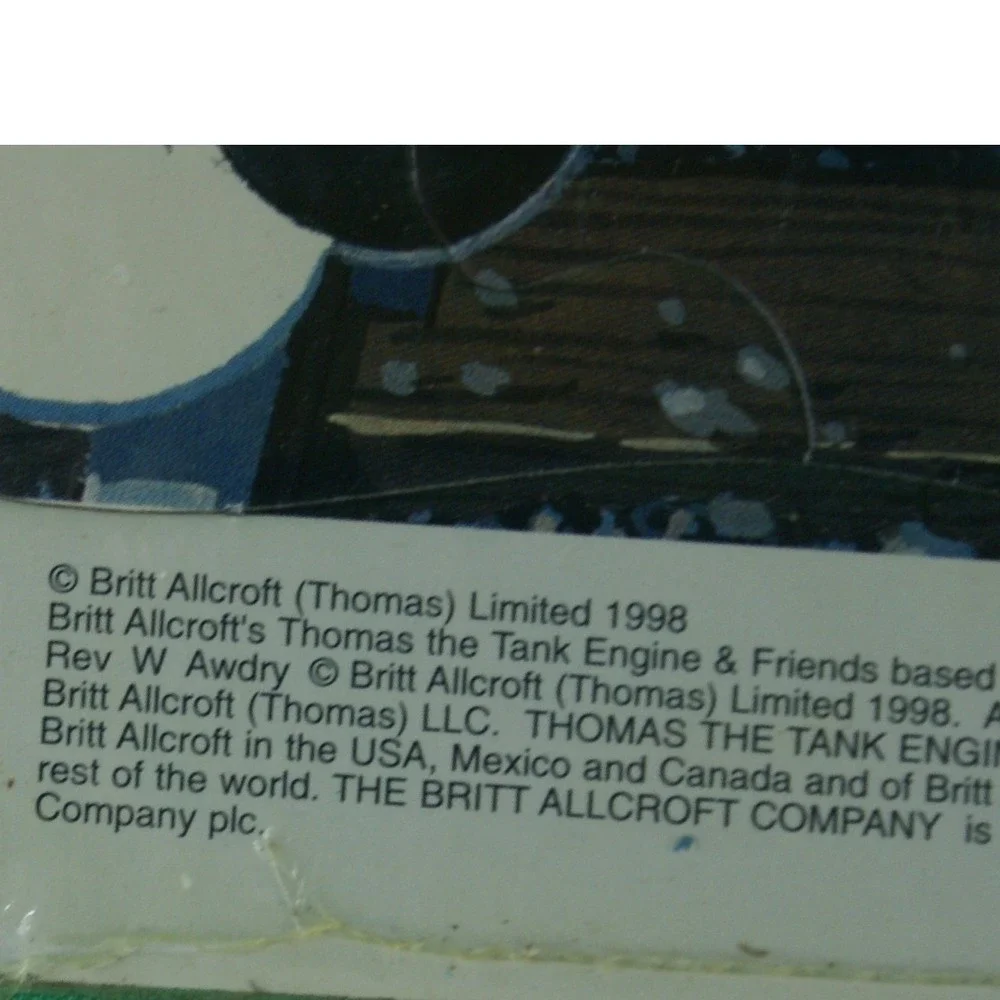 © Britt Allcroft (Thomas) Limited 1998
Britt Allcroft's Thomas the Tank Engine & Friends based
Rev W Awdry © Britt Allcroft (Thomas) Limited 1998. A
Britt Allcroft (Thomas) LLC. THOMAS THE TANK ENGI
Britt Allcroft in the USA, Mexico and Canada and of Britt
rest of the world. THE BRITT ALLCROFT COMPANY is
Company plc.